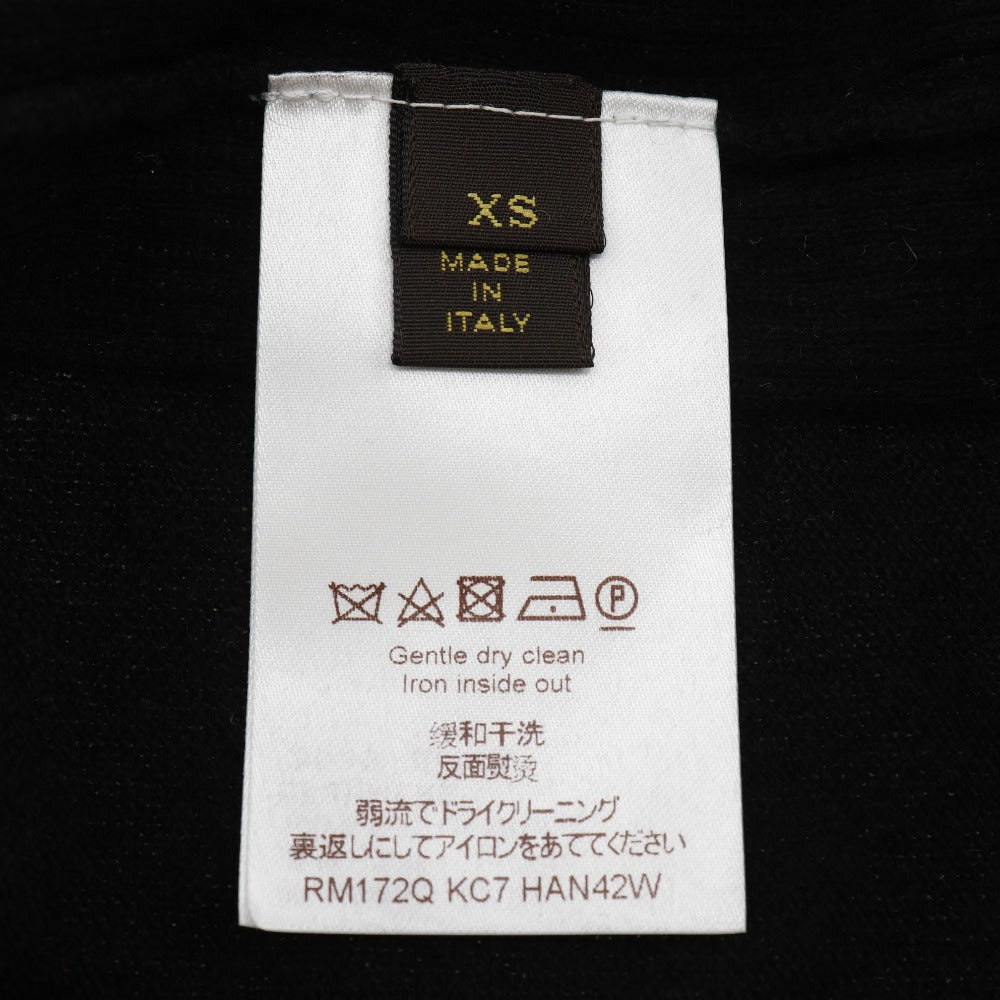 XS
MADE
IN
ITALY
P
Gentle dry clean
Iron inside out
缓和干洗
反面熨烫
弱流でドライクリーニング
裏返しにしてアイロンをあててください
RM172Q KC7 HAN42W